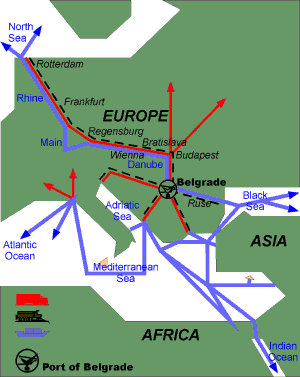 North
Sea
Rotterdam
Rhine
Frankfurt
EUROPE
Regensburg
Main
Bratislava
Wienna
Budapest
Danube
Belgrade
Black
Sea
Ruse
Adriatic
Sea
ASIA
Atlantic
Ocean
Mediterranean
Sea
AFRICA
Indian
Ocean
Port of Belgrade